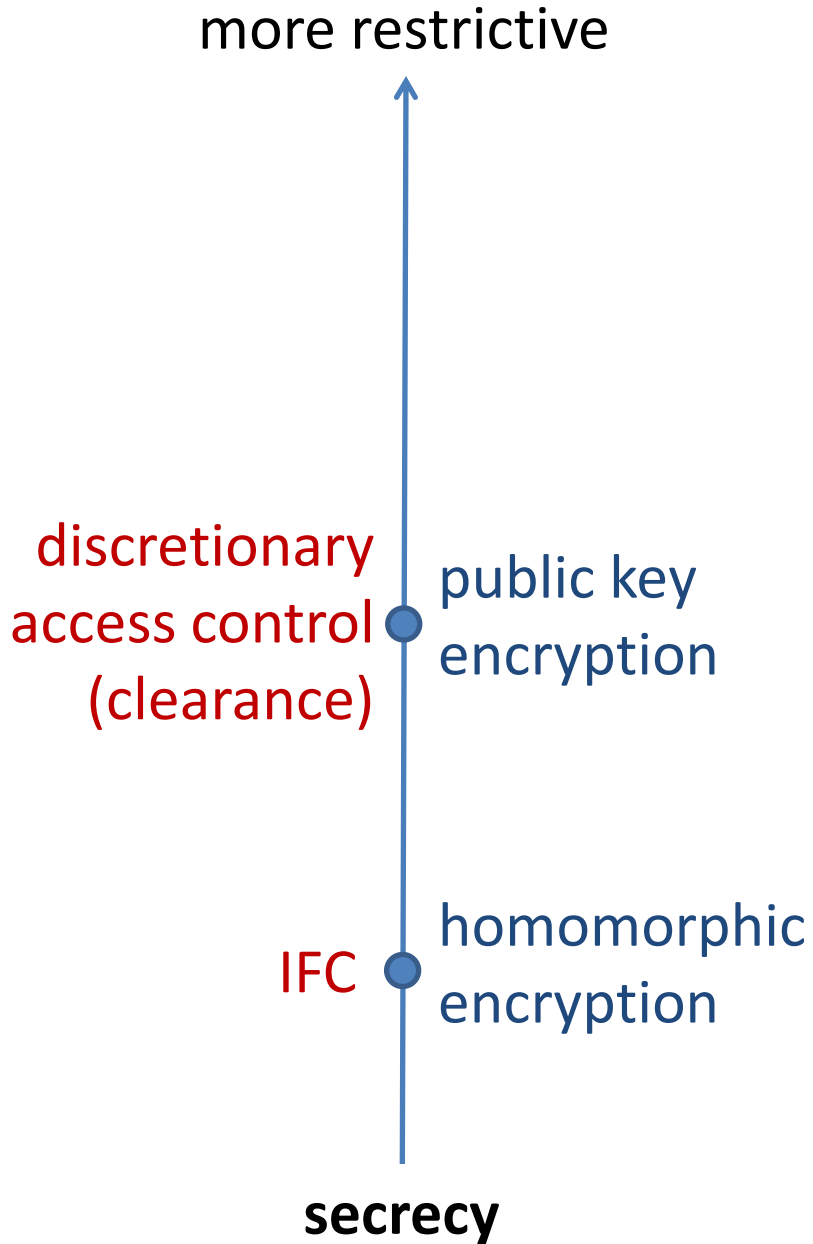 more restrictive
discretionary
access control
(clearance)
public key
encryption
IFC
homomorphic
encryption
secrecy